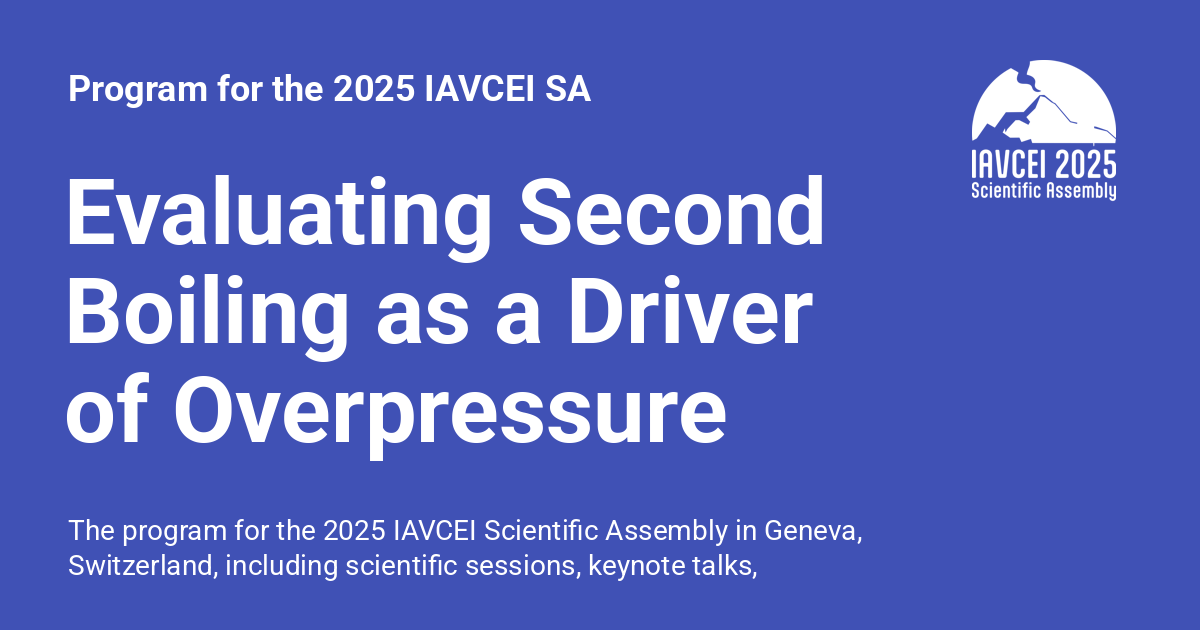 Program for the 2025 IAVCEI SA
IAVCEI 2025
Scientific Assembly
Evaluating Second
Boiling as a Driver
of Overpressure
The program for the 2025 IAVCEI Scientific Assembly in Geneva,
Switzerland, including scientific sessions, keynote talks,